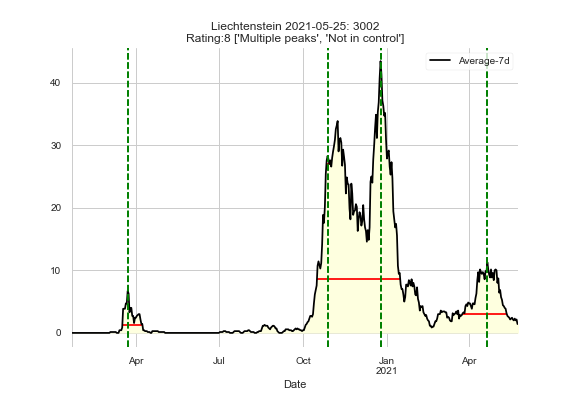 Liechtenstein 2021-05-25: 3002
Rating:8 ['Multiple peaks', 'Not in control']
Average-7d
40
30
20
10
0
Apr
Jul
Oct
Jan
2021
Apr
Date